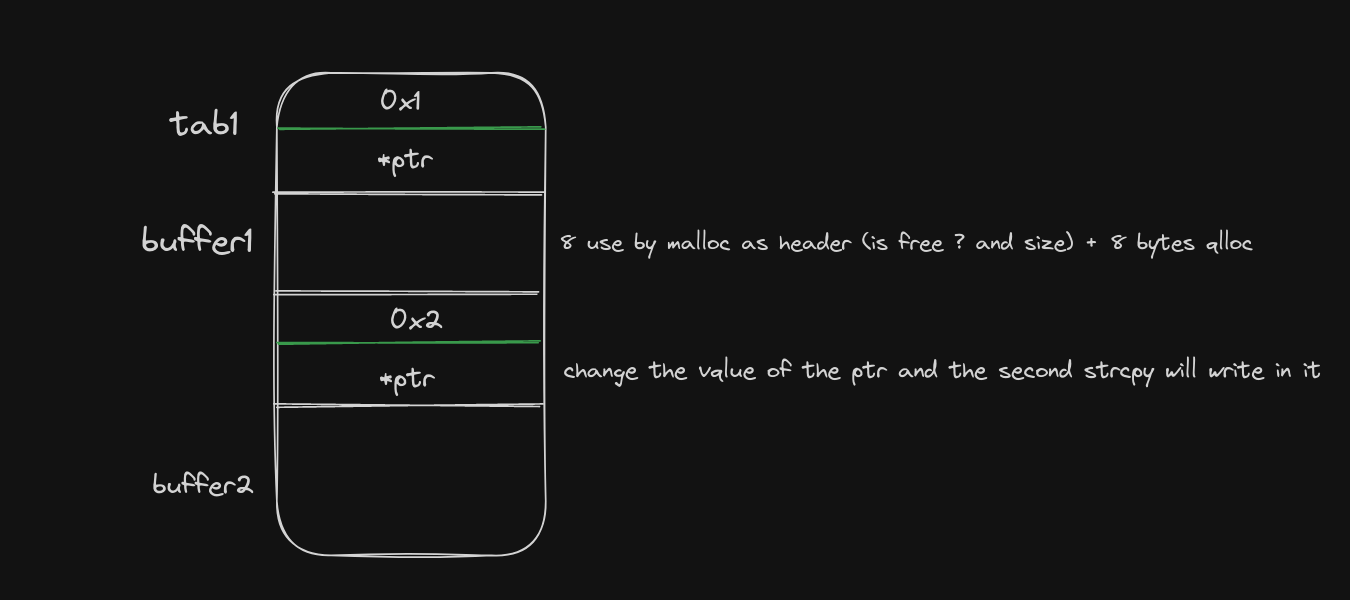 0x1
tab1
*ptr
buffer1
8 use by malloc as header (is free ? and size) + 8 bytes alloc
0x2
*ptr
change the value of the ptr and the second strcpy will write in it
buffer2